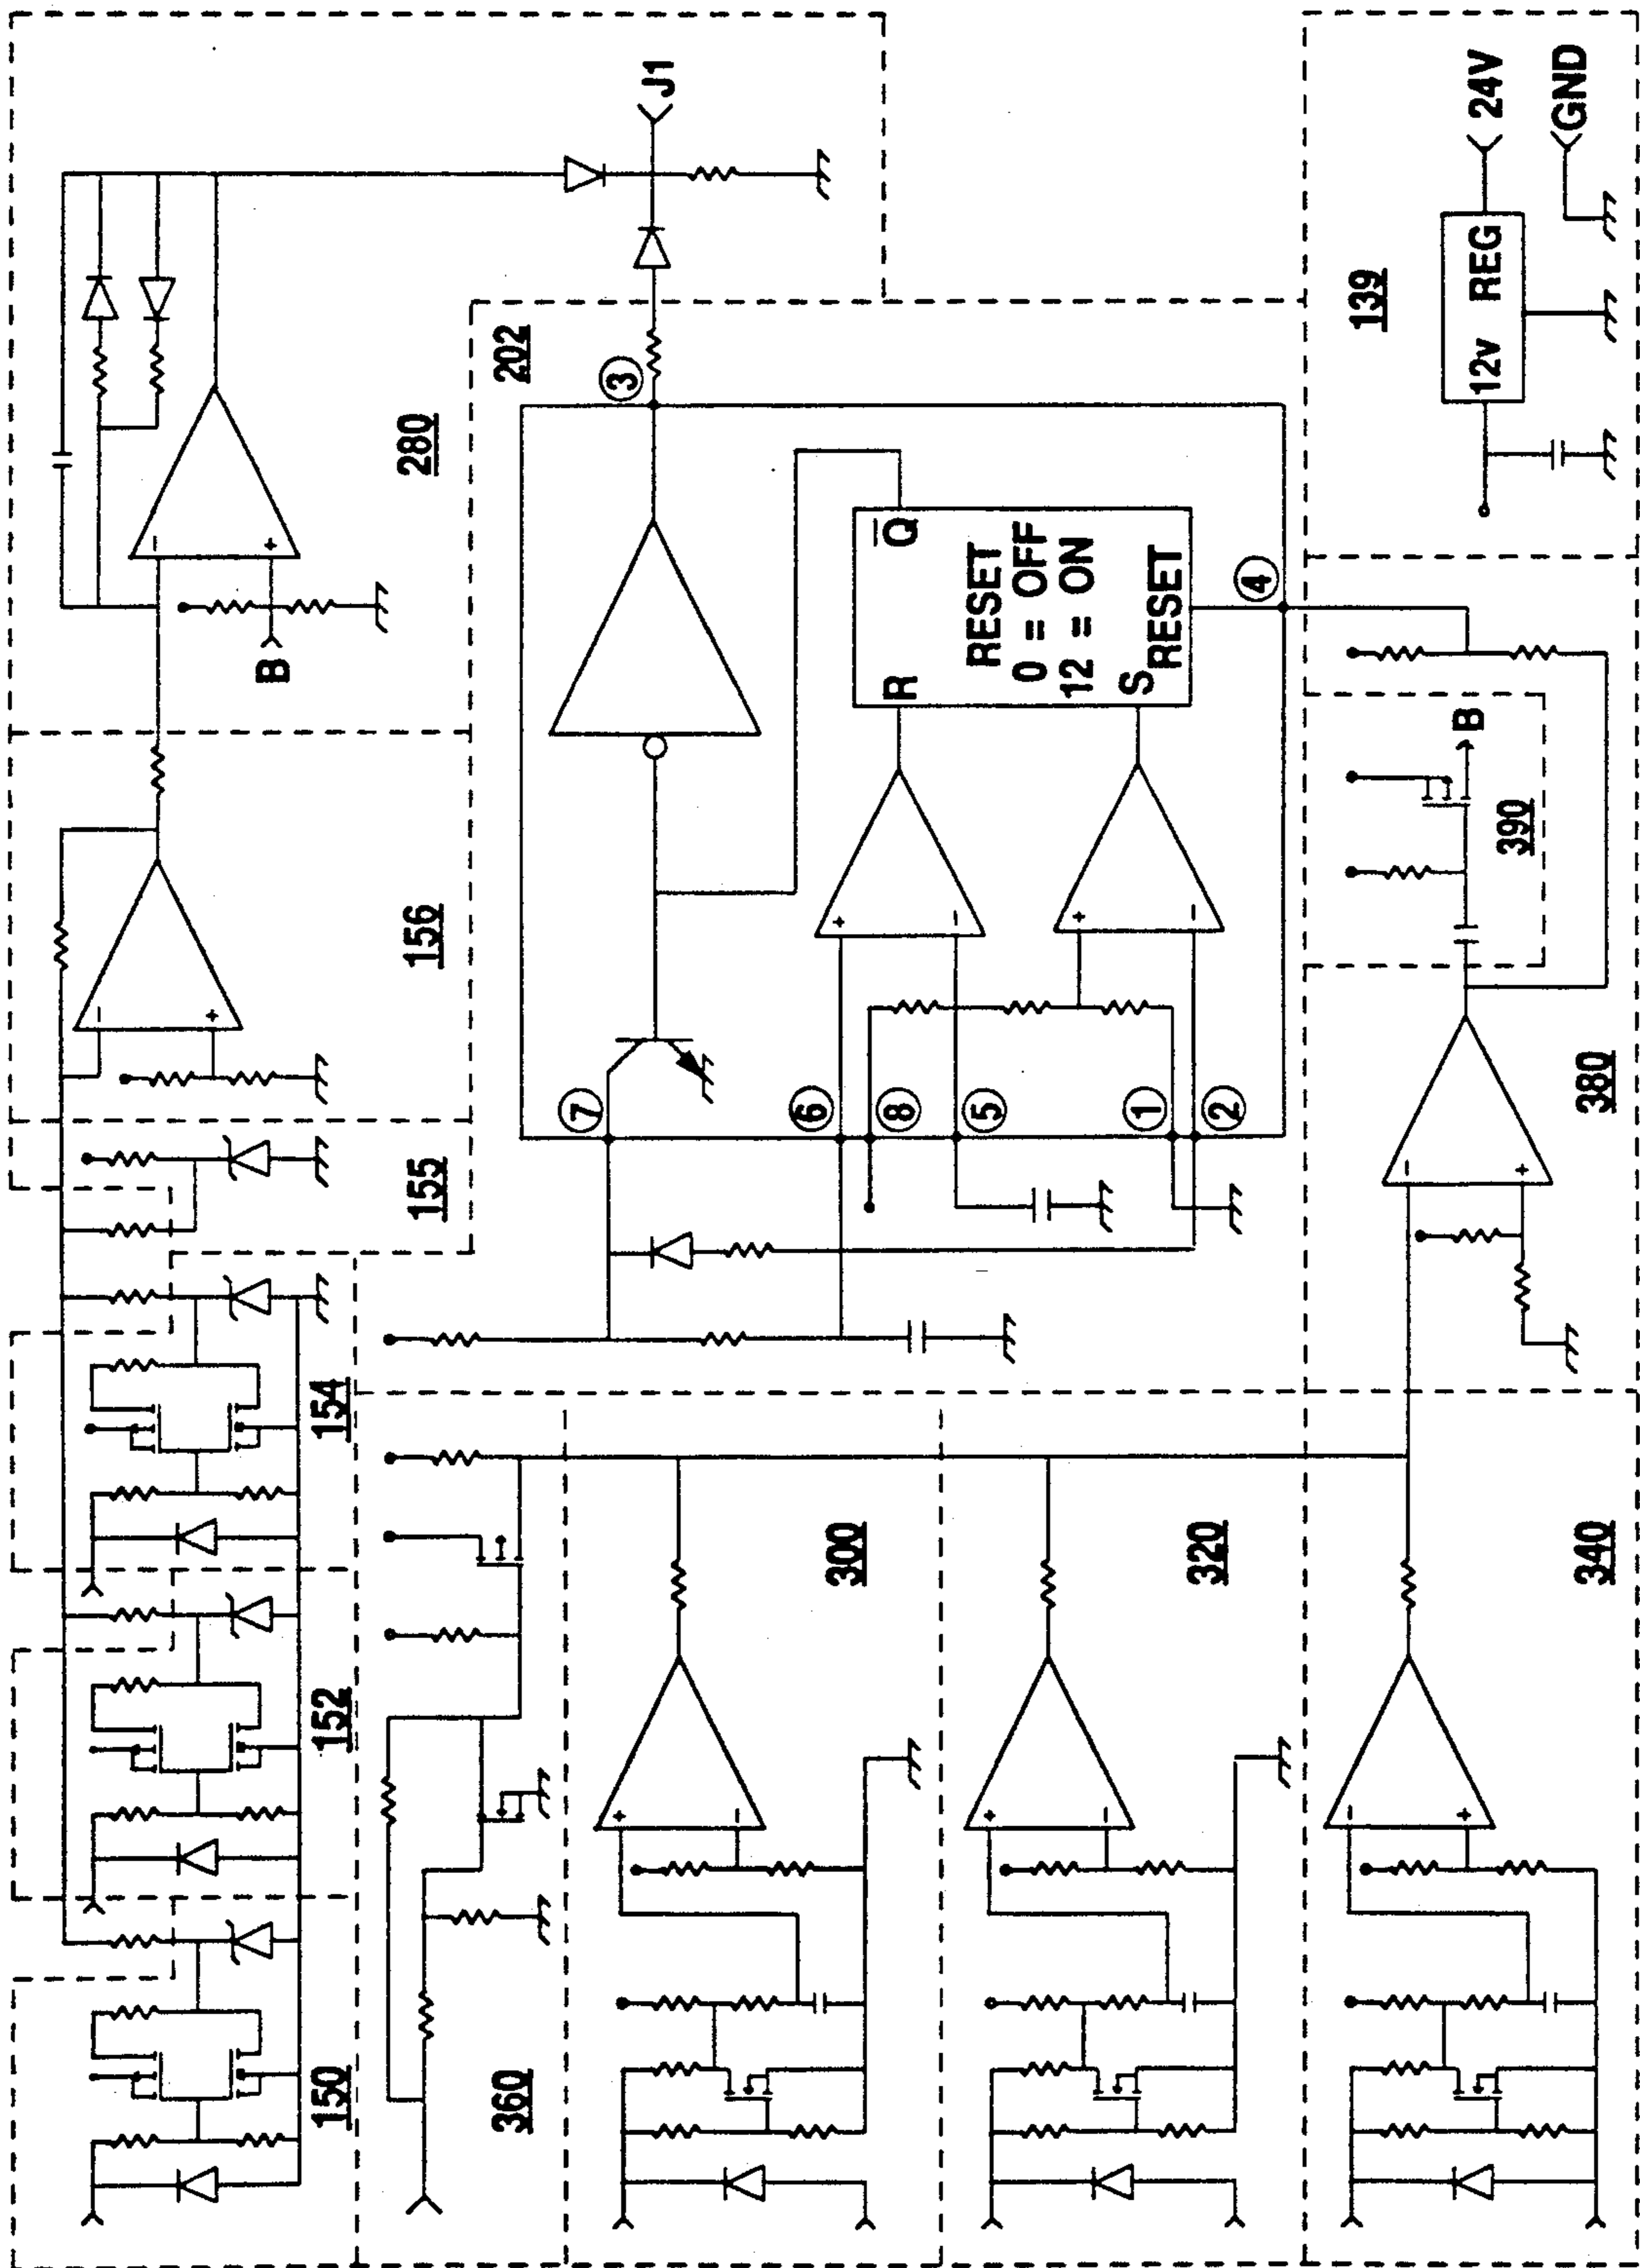 J1
24V
GND
12V REG
139
202
280
B
3
Q̅
RESET
0 = OFF
12 = ON
R
S
RESET
4
B
390
156
155
7
6
8
5
1
2
380
154
152
150
360
300
320
340